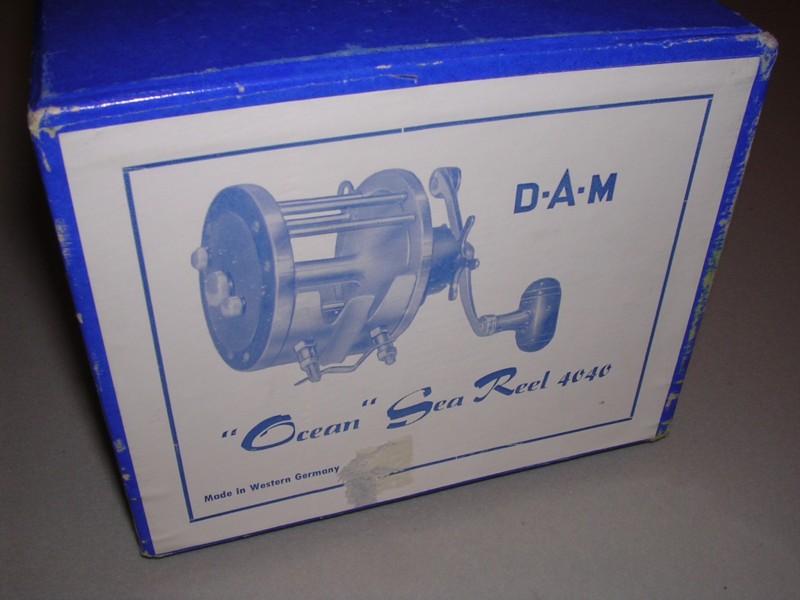 D·A·M
"Ocean" Sea Reel 4040
Made in Western Germany